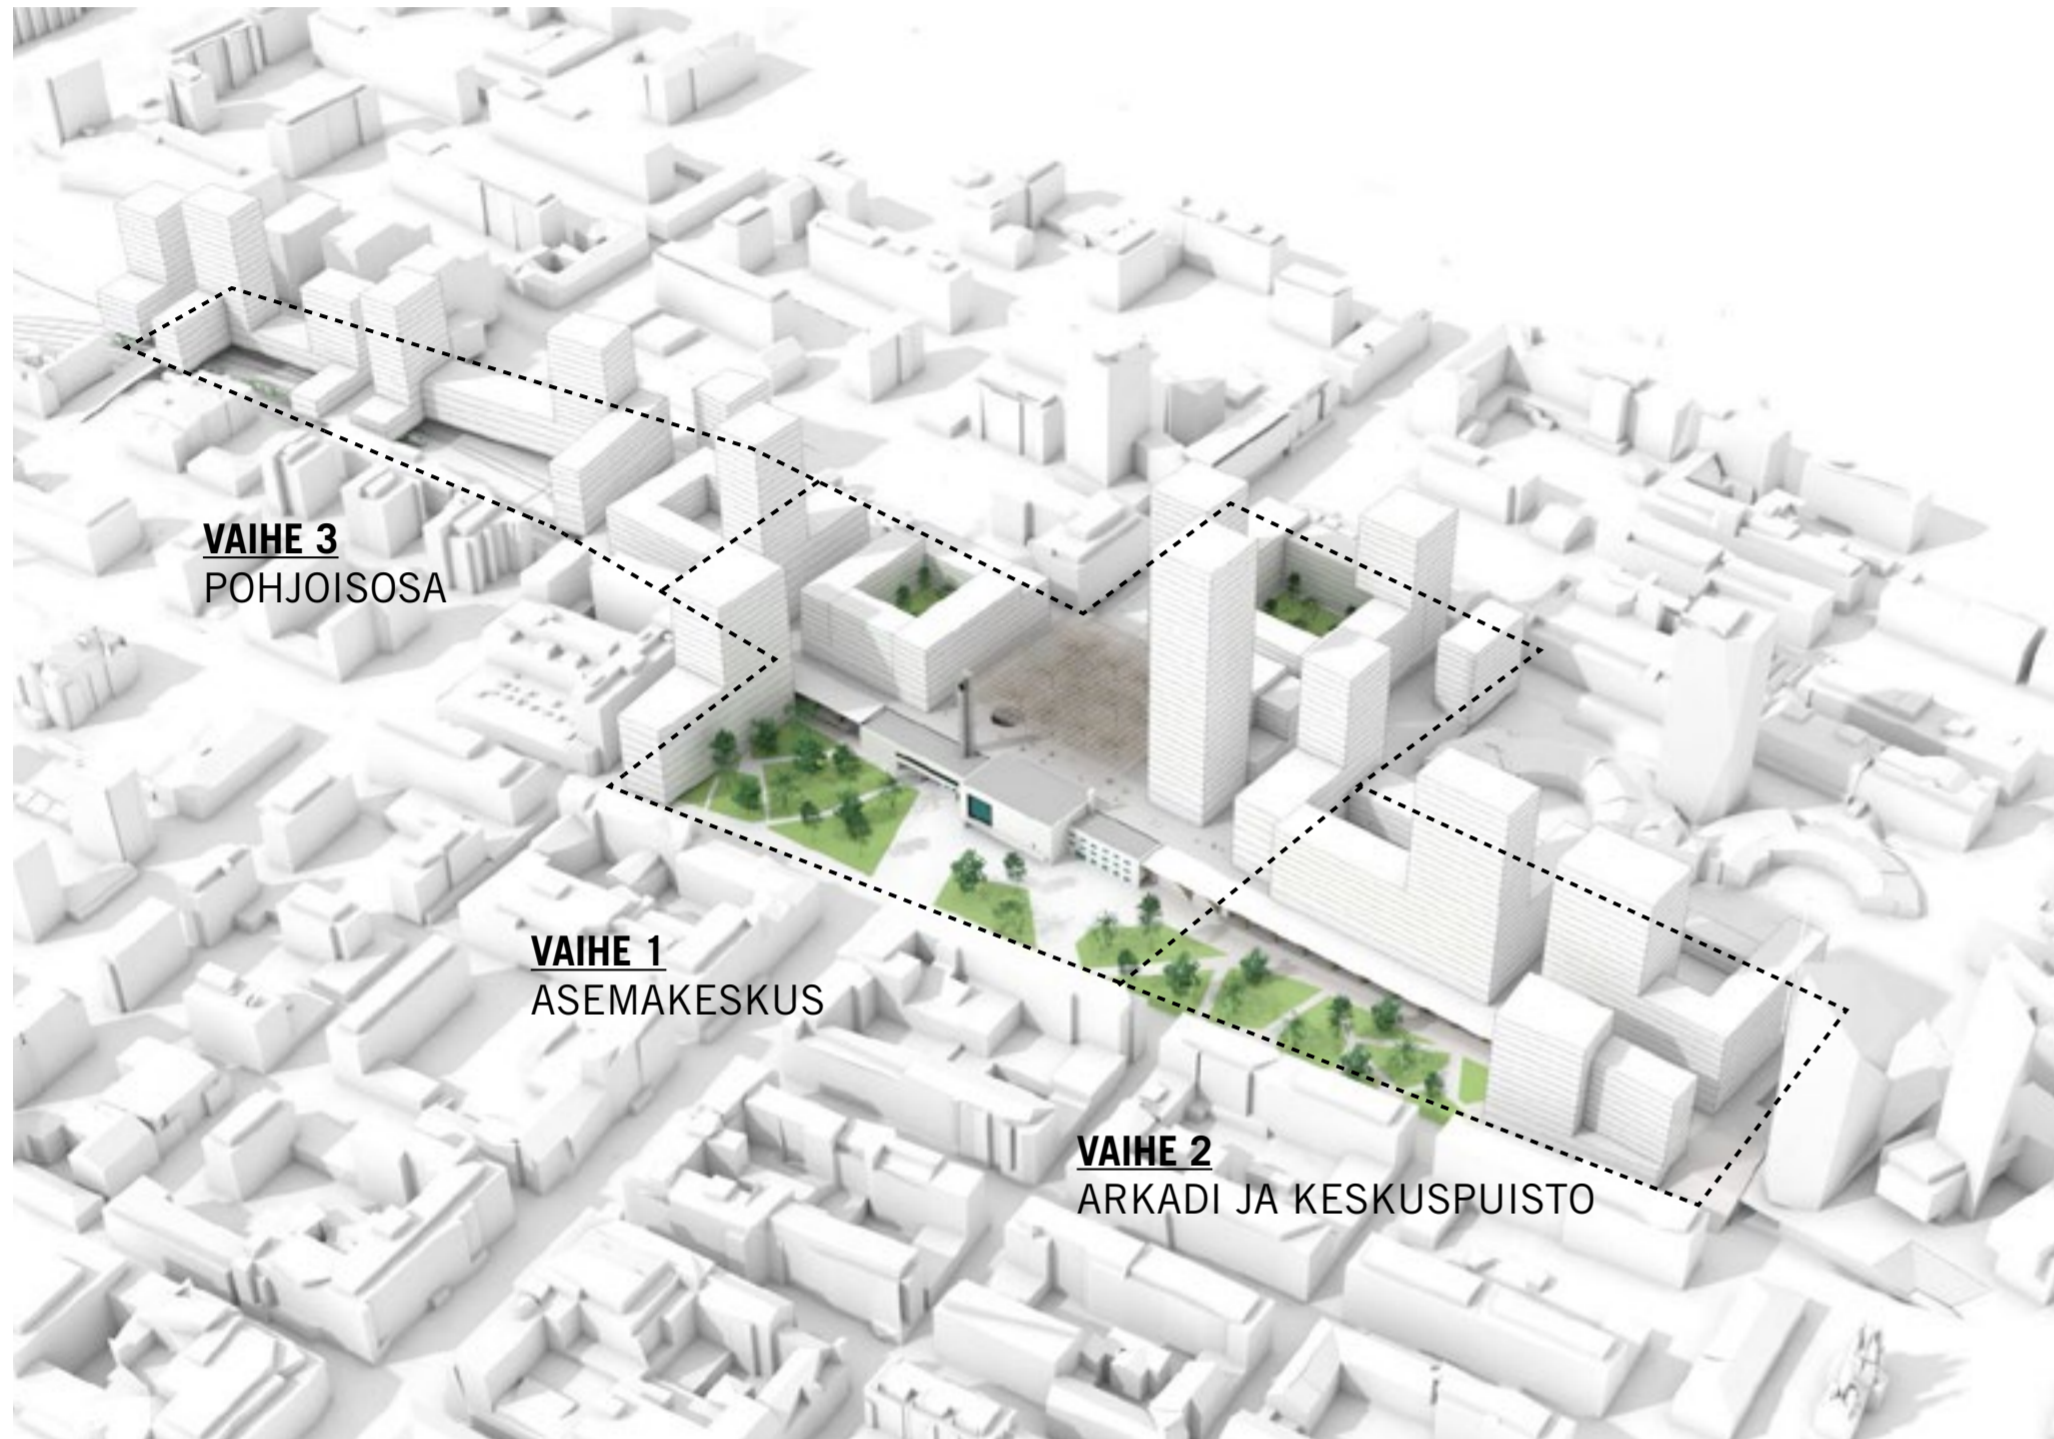 VAIHE 3
POHJOISOSA
VAIHE 1
ASEMAKESKUS
VAIHE 2
ARKADI JA KESKUSPUISTO